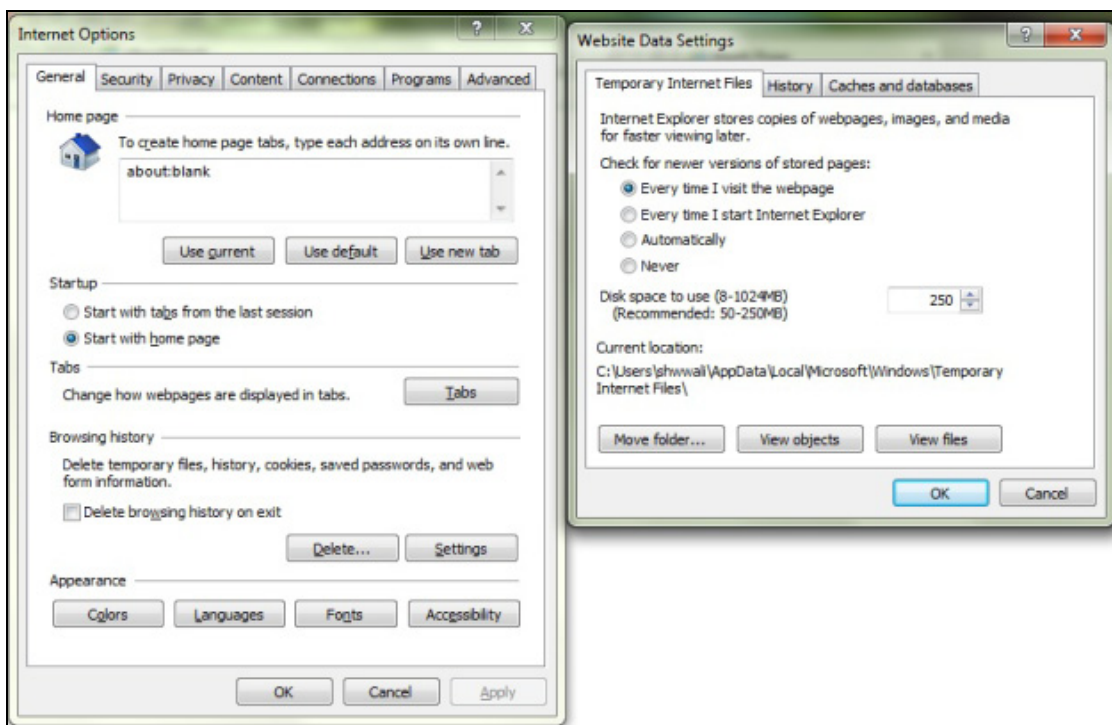 Internet Options
General Security Privacy Content Connections Programs Advanced
Home page
To create home page tabs, type each address on its own line.
about:blank
Use current Use default Use new tab
Startup
Start with tabs from the last session
Start with home page
Tabs
Change how webpages are displayed in tabs. Tabs
Browsing history
Delete temporary files, history, cookies, saved passwords, and web
form information.
Delete browsing history on exit
Delete... Settings
Appearance
Colors Languages Fonts Accessibility
OK Cancel Apply
Website Data Settings
Temporary Internet Files History Caches and databases
Internet Explorer stores copies of webpages, images, and media
for faster viewing later.
Check for newer versions of stored pages:
Every time I visit the webpage
Every time I start Internet Explorer
Automatically
Never
Disk space to use (8-1024MB) 250
(Recommended: 50-250MB)
Current location:
C:\Users\shwwali\AppData\Local\Microsoft\Windows\Temporary
Internet Files\
Move folder... View objects View files
OK Cancel